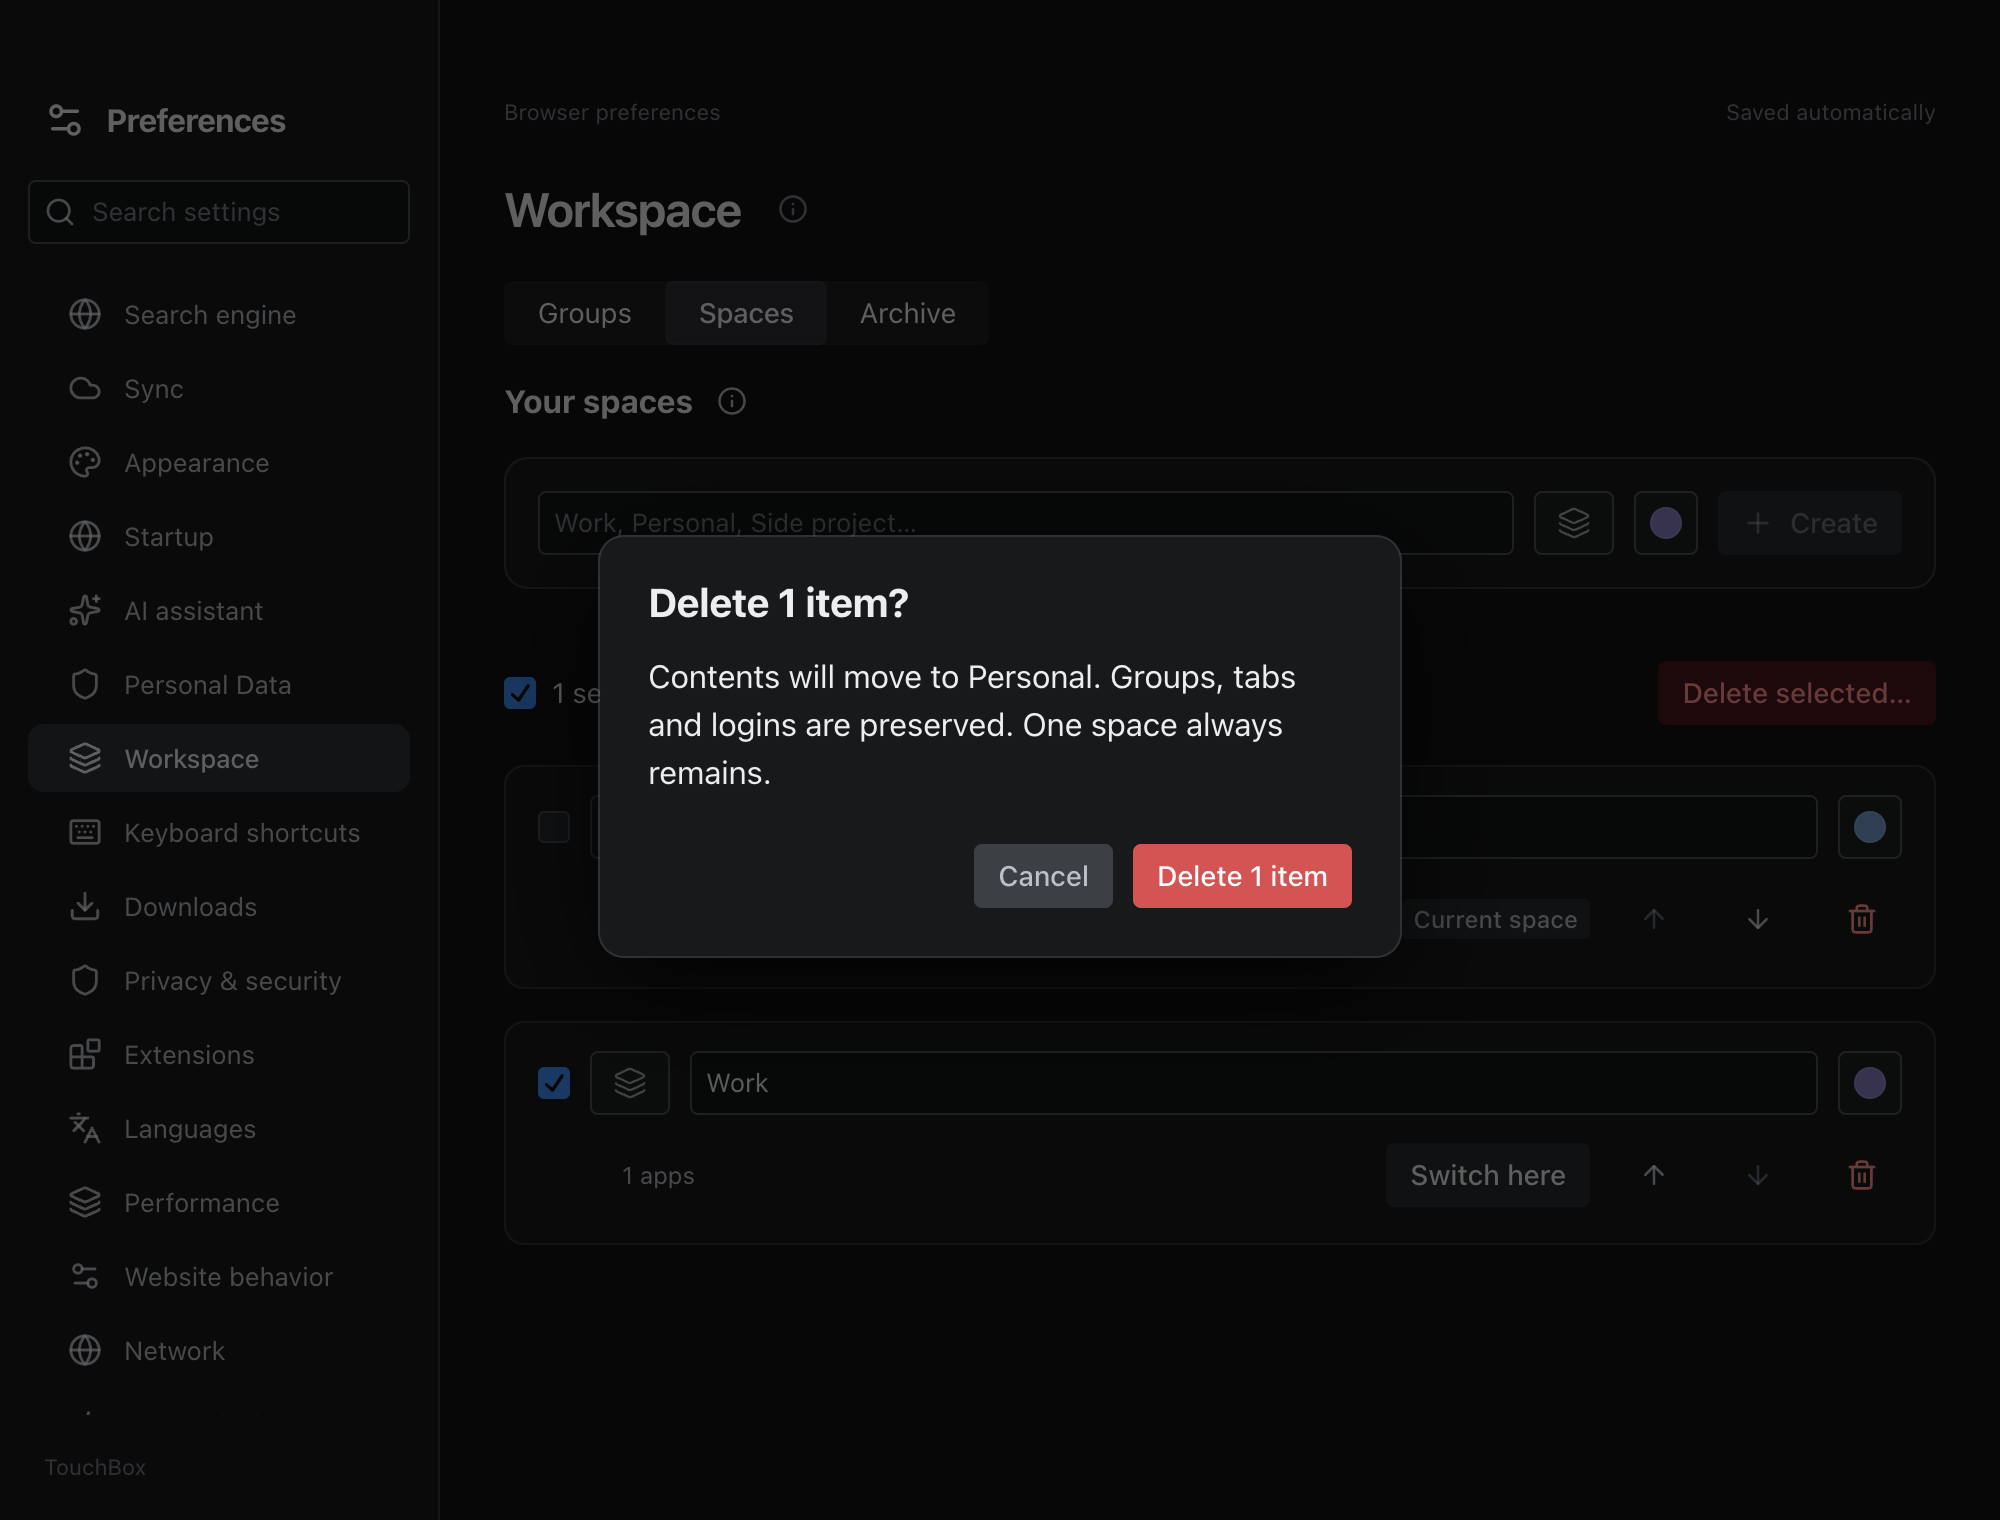 Preferences
Search settings
Search engine
Sync
Appearance
Startup
AI assistant
Personal Data
Workspace
Keyboard shortcuts
Downloads
Privacy & security
Extensions
Languages
Performance
Website behavior
Network
TouchBox
Browser preferences
Saved automatically
Workspace
Groups
Spaces
Archive
Your spaces
Work, Personal, Side project...
Create
1 se
Delete selected...
Delete 1 item?
Contents will move to Personal. Groups, tabs
and logins are preserved. One space always
remains.
Cancel
Delete 1 item
Current space
Work
1 apps
Switch here